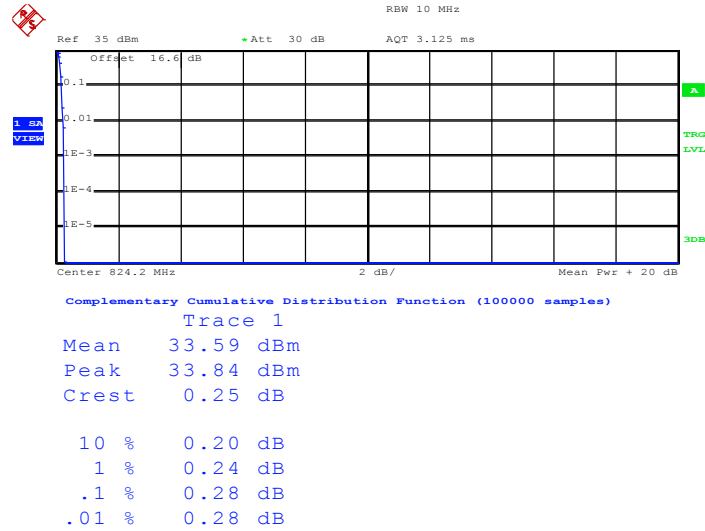 RBW 10 MHz
Ref 35 dBm * Att 30 dB AQT 3.125 ms
Offset 16.6 dB
0.1
A
0.01
1 SA
VIEW
TRG
LVL
1E-3
1E-4
1E-5
3DB
Center 824.2 MHz 2 dB/ Mean Pwr + 20 dB
Complementary Cumulative Distribution Function (100000 samples)
Trace 1
Mean 33.59 dBm
Peak 33.84 dBm
Crest 0.25 dB
10 % 0.20 dB
1 % 0.24 dB
.1 % 0.28 dB
.01 % 0.28 dB